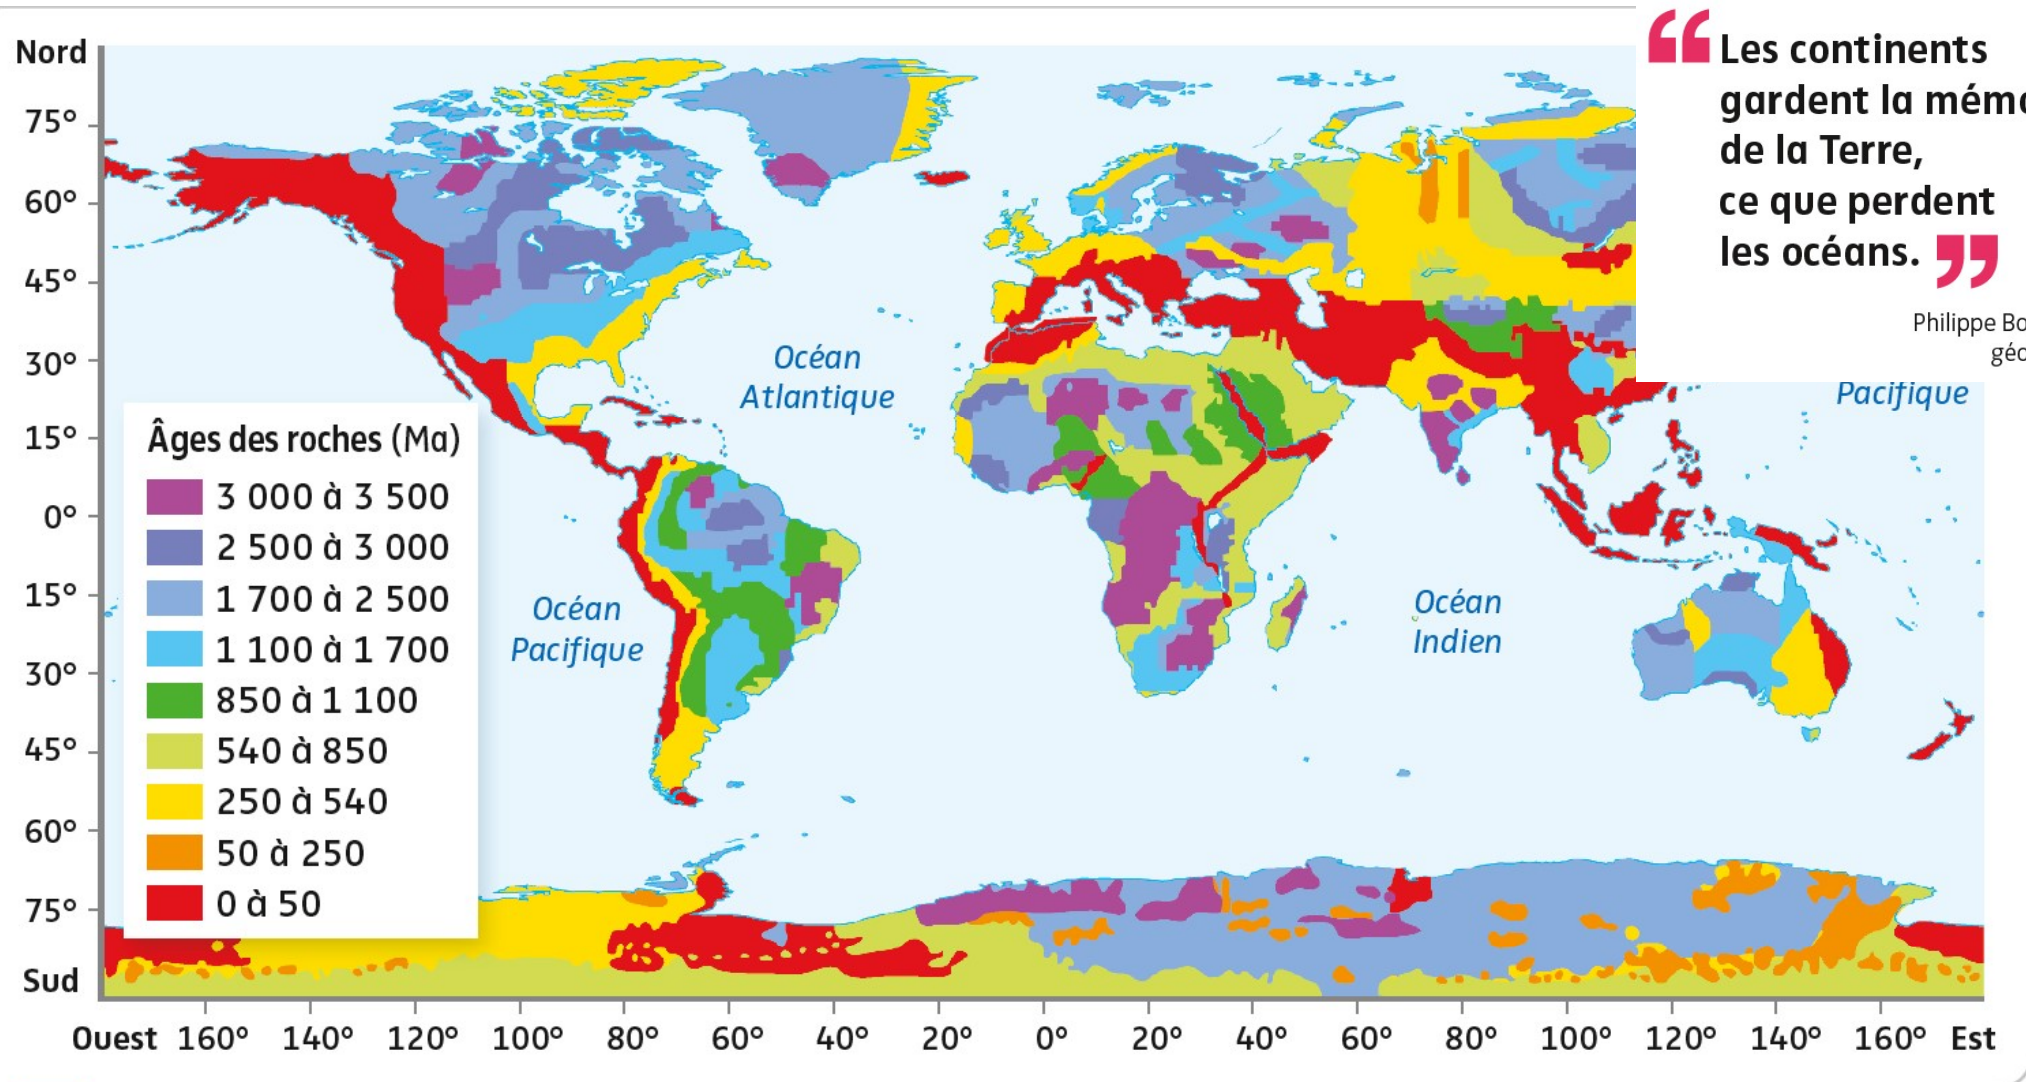 “ Les continents
gardent la
de la Terre,
ce que perdent
les océans. ”
Philippe
Nord
75°
60°
45°
30°
15°
0°
15°
30°
45°
60°
75°
Sud
Océan
Atlantique
Pacifique
Océan
Pacifique
Océan
Indien
Âges des roches (Ma)
3 000 à 3 500
2 500 à 3 000
1 700 à 2 500
1 100 à 1 700
850 à 1 100
540 à 850
250 à 540
50 à 250
0 à 50
Ouest 160° 140° 120° 100° 80° 60° 40° 20° 0° 20° 40° 60° 80° 100° 120° 140° 160° Est